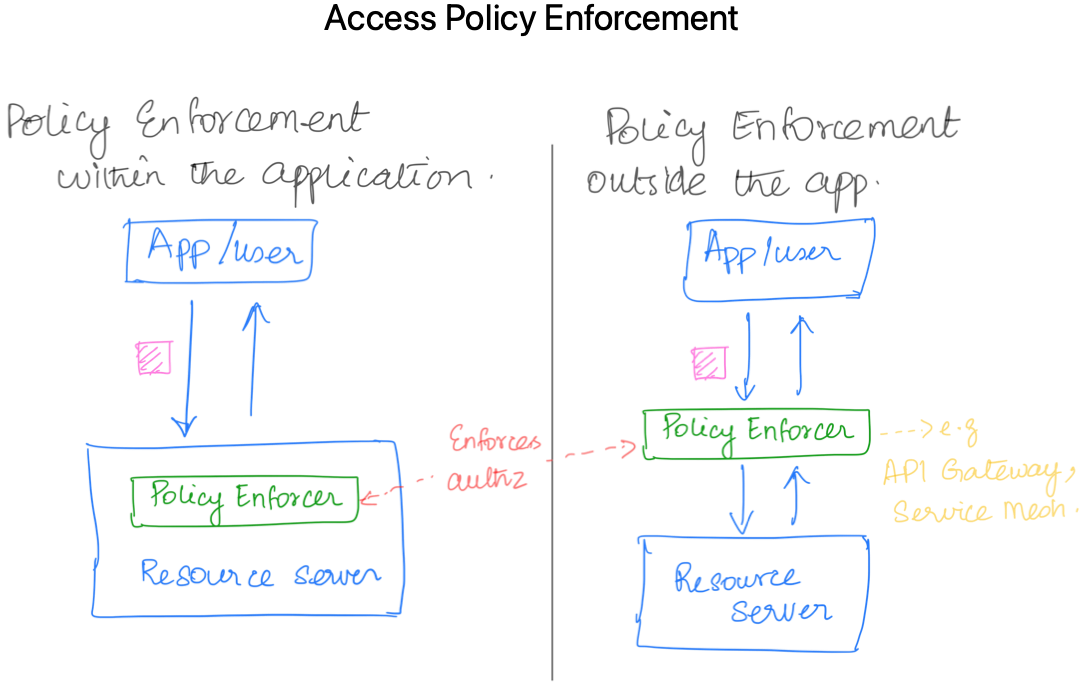 Access Policy Enforcement
Policy Enforcement
within the application.
App/user
Enforces
authz
Policy Enforcer
Resource server
Policy Enforcement
outside the app.
App/user
Policy Enforcer
e.g
API Gateway,
Service Mesh.
Resource
Server